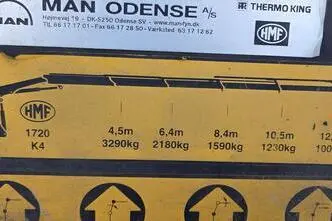 MAN ODENSE A/S
THERMO KING
MAN
Højnevej 19 - DK-5250 Odense SV - www.man-fyn.dk
Tlf. 66 17 17 01 - Fax 66 17 28 50 - Værksted 63 17 12 62
HMF
HMF
1720
K4
4,5m 6,4m 8,4m 10,5m
3290kg 2180kg 1590kg 1230kg